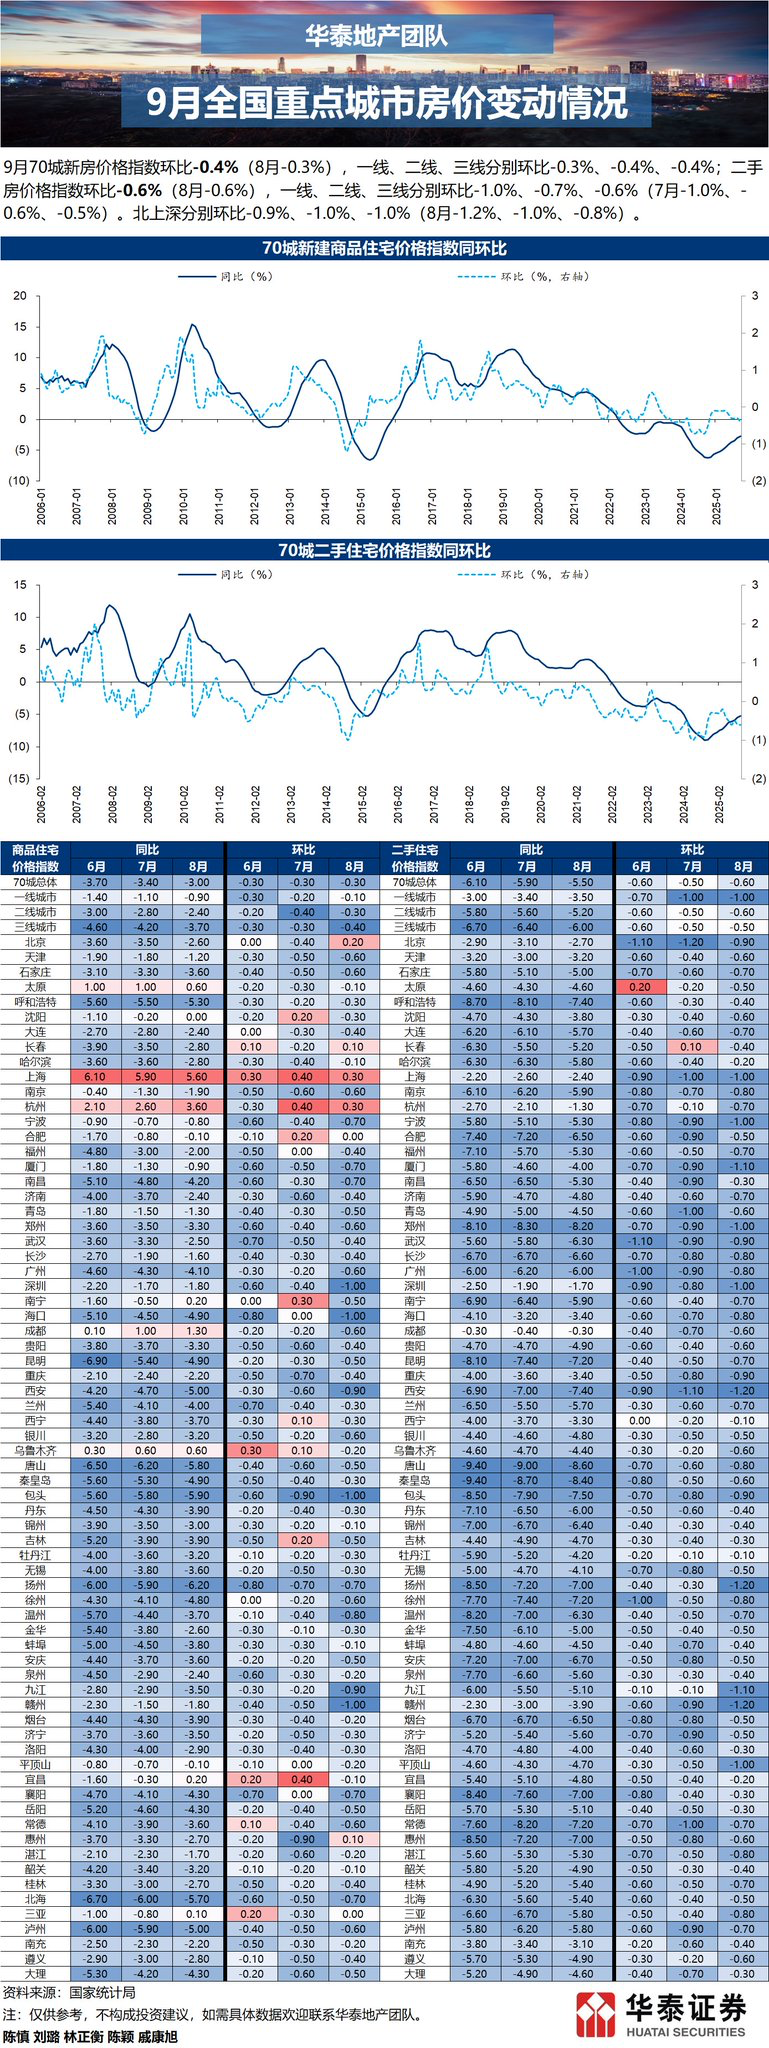 华泰地产团队
9月全国重点城市房价变动情况
9月70城新房价格指数环比-0.4%（8月-0.3%），一线、二线、三线分别环比-0.3%、-0.4%、-0.4%；二手
房价格指数环比-0.6%（8月-0.6%），一线、二线、三线分别环比-1.0%、-0.7%、-0.6%（7月-1.0%、-
0.6%、-0.5%）。北上深分别环比-0.9%、-1.0%、-1.0%（8月-1.2%、-1.0%、-0.8%）。
70城新建商品住宅价格指数同环比
同比（%） 环比（%，右轴）
20 15 10 5 0 (5) (10)
3 2 1 0 (1) (2)
2006-01 2007-01 2008-01 2009-01 2010-01 2011-01 2012-01 2013-01 2014-01 2015-01 2016-01 2017-01 2018-01 2019-01 2020-01 2021-01 2022-01 2023-01 2024-01 2025-01
70城二手住宅价格指数同环比
同比（%） 环比（%，右轴）
15 10 5 0 (5) (10) (15)
3 2 1 0 (1) (2)
2006-02 2007-02 2008-02 2009-02 2010-02 2011-02 2012-02 2013-02 2014-02 2015-02 2016-02 2017-02 2018-02 2019-02 2020-02 2021-02 2022-02 2023-02 2024-02 2025-02
商品住宅 同比 环比 二手住宅 同比 环比
价格指数 6月 7月 8月 6月 7月 8月 价格指数 6月 7月 8月 6月 7月 8月
70城总体 -3.70 -3.40 -3.00 -0.30 -0.30 -0.30 70城总体 -6.10 -5.90 -5.50 -0.60 -0.50 -0.60
一线城市 -1.40 -1.10 -0.90 -0.30 -0.20 -0.10 一线城市 -3.00 -3.40 -3.50 -0.70 -1.00 -1.00
二线城市 -3.00 -2.80 -2.40 -0.20 -0.40 -0.30 二线城市 -5.80 -5.60 -5.20 -0.60 -0.50 -0.60
三线城市 -4.60 -4.20 -3.70 -0.30 -0.30 -0.40 三线城市 -6.70 -6.40 -6.00 -0.60 -0.50 -0.50
北京 -3.60 -3.50 -2.60 0.00 -0.40 0.20 北京 -2.90 -3.10 -2.70 -1.10 -1.20 -0.90
天津 -1.90 -1.80 -1.20 -0.30 -0.50 -0.60 天津 -3.20 -3.00 -3.20 -0.60 -0.40 -0.60
石家庄 -3.10 -3.30 -3.60 -0.40 -0.50 -0.60 石家庄 -5.80 -5.10 -5.00 -0.70 -0.60 -0.70
太原 1.00 1.00 0.60 -0.20 -0.30 -0.10 太原 -4.60 -4.30 -4.60 0.20 -0.20 -0.50
呼和浩特 -5.60 -5.50 -5.30 -0.30 -0.20 -0.30 呼和浩特 -8.70 -8.10 -7.40 -0.60 -0.30 -0.40
沈阳 -1.10 -0.20 0.00 -0.20 0.20 -0.30 沈阳 -4.70 -4.30 -3.80 -0.30 -0.40 -0.60
大连 -2.70 -2.80 -2.40 0.00 -0.30 -0.40 大连 -6.20 -6.10 -5.70 -0.40 -0.60 -0.70
长春 -3.90 -3.50 -2.80 0.10 -0.20 0.10 长春 -6.30 -5.50 -5.20 -0.50 0.10 -0.40
哈尔滨 -3.60 -3.60 -2.80 -0.30 -0.40 -0.10 哈尔滨 -6.30 -6.30 -5.80 -0.60 -0.40 -0.20
上海 6.10 5.90 5.60 0.30 0.40 0.30 上海 -2.20 -2.60 -2.40 -0.90 -1.00 -1.00
南京 -0.40 -1.30 -1.90 -0.50 -0.60 -0.60 南京 -6.10 -6.20 -5.90 -0.80 -0.70 -0.80
杭州 2.10 2.60 3.60 -0.30 0.40 0.30 杭州 -2.70 -2.10 -1.30 -0.70 -0.10 -0.70
宁波 -0.90 -0.70 -0.80 -0.60 -0.40 -0.70 宁波 -5.80 -5.10 -5.30 -0.80 -0.90 -1.00
合肥 -1.70 -0.80 -0.10 -0.10 0.20 0.00 合肥 -7.40 -7.20 -6.50 -0.60 -0.90 -0.50
福州 -4.80 -3.00 -2.00 -0.50 0.00 -0.40 福州 -7.10 -5.70 -5.30 -0.60 -0.50 -0.70
厦门 -1.80 -1.30 -0.90 -0.60 -0.50 -0.70 厦门 -5.80 -4.60 -4.00 -0.70 -0.90 -1.10
南昌 -5.10 -4.80 -4.20 -0.60 -0.30 -0.70 南昌 -6.50 -6.50 -5.30 -0.40 -0.90 -0.30
济南 -4.00 -3.70 -2.40 -0.30 -0.60 -0.40 济南 -5.90 -4.70 -4.80 -0.40 -0.60 -0.70
青岛 -1.80 -1.50 -1.30 -0.50 -0.40 -0.40 青岛 -4.90 -5.00 -4.50 -0.60 -1.00 -0.60
郑州 -3.60 -3.50 -3.30 -0.60 -0.40 -0.60 郑州 -8.10 -8.30 -8.20 -0.70 -0.90 -1.00
武汉 -3.60 -3.30 -2.50 -0.70 -0.50 -0.60 武汉 -5.60 -5.80 -6.30 -1.10 -0.90 -0.90
长沙 -2.70 -1.90 -1.60 -0.40 -0.30 -0.40 长沙 -6.70 -6.70 -6.60 -0.70 -0.80 -0.80
广州 -4.60 -4.30 -4.10 -0.30 -0.20 -0.60 广州 -6.00 -6.20 -6.00 -1.00 -0.90 -0.80
深圳 -2.20 -1.70 -1.80 -0.60 -0.40 -1.00 深圳 -2.50 -1.90 -1.70 -0.90 -0.80 -1.00
南宁 -1.60 -0.50 0.20 0.00 0.30 -0.50 南宁 -6.90 -6.40 -5.90 -0.60 -0.40 -0.70
海口 -5.10 -4.50 -4.90 -0.80 0.00 -1.00 海口 -4.10 -3.20 -3.40 -0.60 -0.40 -0.70
成都 0.10 1.00 1.30 -0.20 -0.20 -0.60 成都 -0.30 -0.40 -0.30 -0.40 -0.70 -0.60
贵阳 -3.80 -3.70 -3.30 -0.50 -0.60 -0.40 贵阳 -4.70 -4.70 -4.90 -0.40 -0.60 -0.60
昆明 -6.90 -5.40 -4.90 -0.20 -0.30 -0.50 昆明 -8.10 -7.40 -7.20 -0.40 -0.50 -0.70
重庆 -2.10 -2.40 -2.20 -0.50 -0.70 -0.40 重庆 -4.00 -3.60 -3.40 -0.50 -0.80 -0.90
西安 -4.20 -4.70 -5.00 -0.30 -0.60 -0.90 西安 -6.90 -7.00 -7.40 -0.90 -1.10 -1.20
兰州 -5.40 -4.10 -4.00 -0.70 -0.30 -0.40 兰州 -6.50 -5.50 -5.70 -0.30 -0.60 -0.70
西宁 -4.40 -3.80 -3.70 -0.30 0.10 -0.30 西宁 -4.00 -3.70 -3.30 0.00 -0.20 -0.10
银川 -3.10 -2.80 -3.20 -0.50 -0.20 -0.60 银川 -4.40 -4.60 -4.80 -0.30 -0.50 -0.60
乌鲁木齐 0.30 0.60 0.60 0.30 0.10 -0.20 乌鲁木齐 -4.60 -4.70 -4.40 -0.30 -0.20 -0.60
唐山 -6.50 -6.20 -5.80 -0.40 -0.60 -0.50 唐山 -9.40 -9.00 -8.60 -0.70 -0.80 -0.80
秦皇岛 -5.60 -5.30 -4.90 -0.30 -0.20 -0.40 秦皇岛 -9.40 -8.70 -8.40 -0.80 -0.50 -0.60
包头 -5.60 -5.80 -5.90 -0.60 -0.90 -1.00 包头 -8.50 -7.90 -7.50 -0.70 -0.80 -0.90
丹东 -4.50 -4.30 -3.90 -0.20 -0.40 -0.30 丹东 -7.10 -6.50 -6.00 -0.50 -0.60 -0.40
锦州 -3.90 -3.50 -3.00 -0.30 -0.20 -0.10 锦州 -7.00 -6.70 -6.40 -0.40 -0.30 -0.40
吉林 -5.20 -3.90 -3.90 -0.50 0.20 -0.50 吉林 -4.40 -4.90 -4.70 -0.30 -0.40 -0.50
牡丹江 -4.00 -3.60 -3.20 -0.10 -0.20 -0.30 牡丹江 -5.90 -5.20 -4.20 -0.20 -0.10 -0.10
无锡 -4.00 -3.80 -3.60 -0.20 -0.50 -0.30 无锡 -5.00 -4.70 -4.80 -0.70 -0.80 -0.50
扬州 -6.00 -5.90 -6.20 -0.80 -0.70 -0.70 扬州 -8.50 -7.20 -7.00 -0.40 -0.30 -1.20
徐州 -4.30 -4.10 -4.80 0.00 -0.20 -0.60 徐州 -7.70 -7.40 -7.20 -1.00 -0.50 -0.80
温州 -5.70 -4.40 -3.70 -0.10 -0.40 -0.80 温州 -8.20 -7.00 -6.30 -0.40 -0.50 -0.70
金华 -5.40 -3.80 -2.60 -0.30 -0.10 -0.30 金华 -7.50 -6.10 -5.00 -0.50 -0.40 -0.70
蚌埠 -5.00 -4.50 -3.80 -0.30 -0.30 -0.10 蚌埠 -4.80 -4.60 -4.50 -0.40 -0.70 -0.40
安庆 -4.40 -3.70 -3.50 -0.20 -0.20 -0.40 安庆 -7.20 -7.00 -6.70 -0.50 -0.80 -0.50
泉州 -4.50 -2.90 -2.40 -0.60 -0.30 -0.20 泉州 -7.70 -6.60 -5.60 -0.30 -0.30 -0.40
九江 -3.10 -2.90 -3.50 -0.20 -0.30 -0.90 九江 -6.00 -5.50 -5.10 -0.10 -0.10 -1.10
赣州 -2.30 -1.50 -1.80 -0.40 -0.50 -1.00 赣州 -2.30 -3.00 -3.90 -0.60 -0.90 -1.20
烟台 -4.40 -4.30 -3.90 -0.30 -0.40 -0.20 烟台 -6.70 -6.70 -6.50 -0.80 -0.80 -0.50
济宁 -3.70 -3.60 -3.50 -0.20 -0.50 -0.30 济宁 -5.20 -5.40 -5.60 -0.70 -0.90 -0.50
洛阳 -4.30 -4.00 -2.90 -0.30 -0.30 -0.40 洛阳 -4.70 -4.80 -4.00 -0.40 -0.60 -0.30
平顶山 -0.80 -0.70 -0.10 -0.10 0.00 -0.20 平顶山 -4.60 -4.30 -4.70 -0.30 -0.50 -1.00
宜昌 -1.60 -0.30 0.20 0.20 0.40 -0.10 宜昌 -5.40 -5.10 -4.80 -0.50 -0.40 -0.20
襄阳 -4.70 -4.10 -4.30 -0.70 0.00 -0.70 襄阳 -8.40 -7.60 -7.00 -0.80 -0.40 -0.30
岳阳 -5.20 -4.60 -4.30 -0.20 -0.40 -0.50 岳阳 -5.70 -5.30 -5.10 -0.40 -0.50 -0.30
常德 -4.10 -3.90 -3.60 0.10 -0.40 -0.60 常德 -7.60 -8.20 -7.20 -0.70 -1.00 -0.70
惠州 -3.70 -3.30 -2.70 -0.20 -0.90 0.10 惠州 -8.50 -7.20 -7.00 -0.50 -0.80 -0.60
湛江 -2.10 -2.30 -1.70 -0.20 -0.60 -0.20 湛江 -5.60 -5.30 -5.30 -0.70 -0.50 -0.80
韶关 -4.20 -3.40 -3.20 -0.10 -0.20 -0.10 韶关 -5.80 -5.20 -4.90 -0.50 -0.30 -0.40
桂林 -3.30 -3.00 -2.70 -0.50 -0.20 -0.40 桂林 -4.90 -5.20 -4.90 -0.50 -0.40 -0.50
北海 -6.70 -6.00 -5.70 -0.60 -0.50 -0.70 北海 -6.30 -5.60 -5.40 -0.60 -0.40 -0.30
三亚 -1.00 -0.80 0.10 0.20 -0.30 0.00 三亚 -6.60 -6.70 -5.80 -0.50 -0.40 -0.80
泸州 -6.00 -5.90 -5.00 -0.40 -0.50 -0.60 泸州 -5.80 -6.20 -5.80 -0.60 -0.90 -0.70
南充 -2.50 -2.30 -2.20 -0.50 -0.30 -0.20 南充 -3.80 -3.40 -3.10 -0.20 -0.60 -0.40
遵义 -2.90 -3.00 -2.80 -0.10 -0.50 -0.40 遵义 -5.70 -5.30 -4.90 -0.30 -0.20 -0.60
大理 -5.30 -4.20 -4.30 -0.20 -0.60 -0.50 大理 -5.20 -4.90 -4.60 -0.40 -0.70 -0.30
资料来源：国家统计局
注：仅供参考，不构成投资建议，如需具体数据欢迎联系华泰地产团队。
陈慎 刘璐 林正衡 陈颖 戚康旭
华泰证券
HUATAI SECURITIES